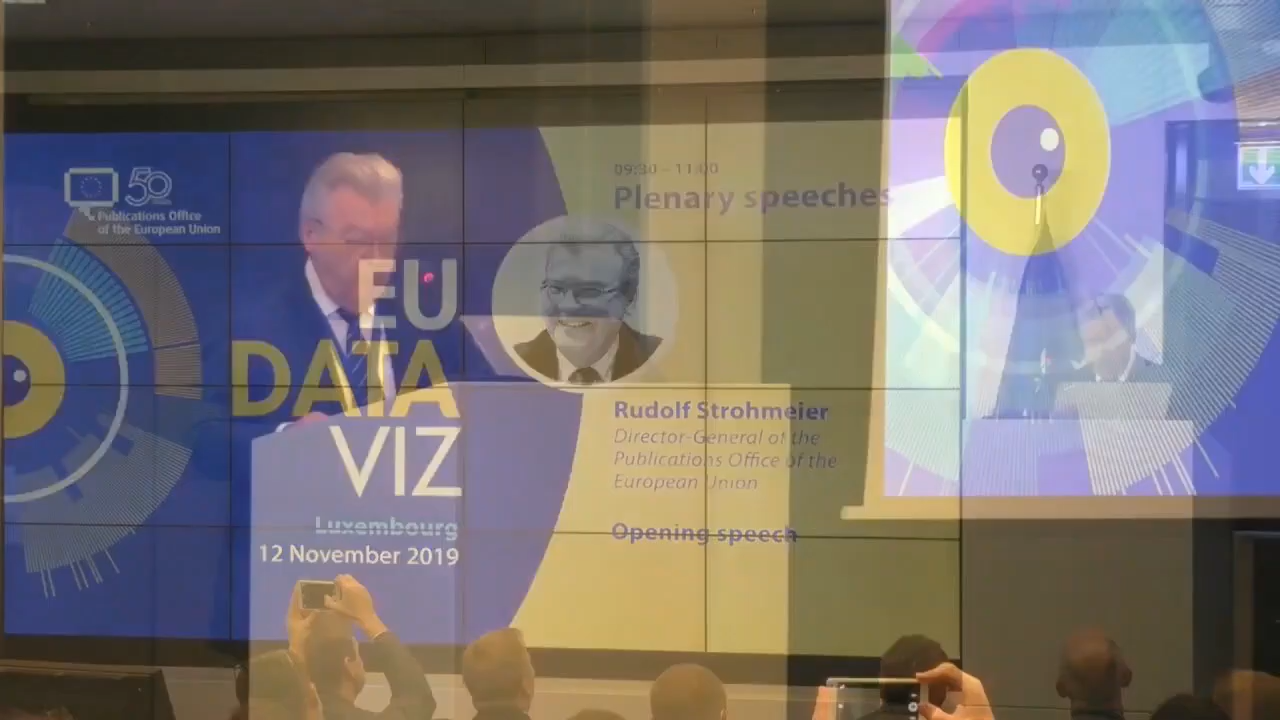 50
Publications Office
of the European Union
EU
DATA
VIZ
Luxembourg
12 November 2019
09:30 – 11:00
Plenary speeches
Rudolf Strohmeier
Director-General of the
Publications Office of the
European Union
Opening speech